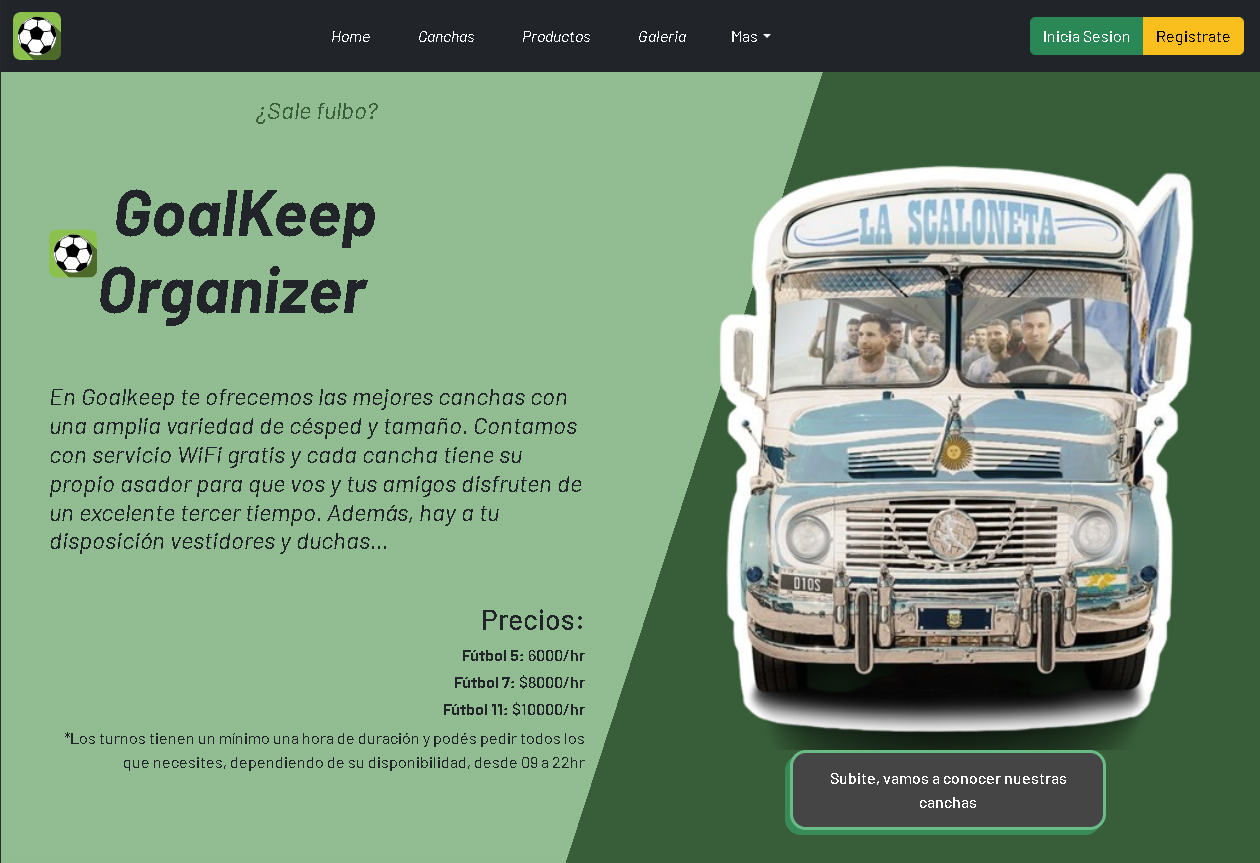 Home Canchas Productos Galeria Mas Inicia Sesion Registrate
¿Sale fulbo?
GoalKeep
Organizer
En Goalkeep te ofrecemos las mejores canchas con
una amplia variedad de césped y tamaño. Contamos
con servicio WiFi gratis y cada cancha tiene su
propio asador para que vos y tus amigos disfruten de
un excelente tercer tiempo. Además, hay a tu
disposición vestidores y duchas...
Precios:
Fútbol 5: 6000/hr
Fútbol 7: $8000/hr
Fútbol 11: $10000/hr
*Los turnos tienen un mínimo una hora de duración y podés pedir todos los
que necesites, dependiendo de su disponibilidad, desde 09 a 22hr
LA SCALONETA
D10S
Subite, vamos a conocer nuestras
canchas